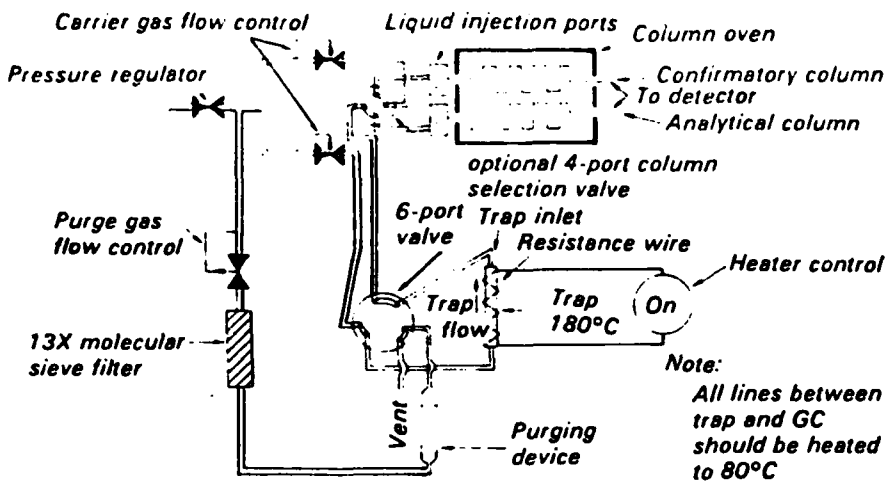 Carrier gas flow control
Liquid injection ports
Column oven
Pressure regulator
Confirmatory column
To detector
Analytical column
optional 4-port column
selection valve
6-port
valve
Trap inlet
Resistance wire
Purge gas
flow control
Heater control
Trap
flow
Trap
180°C
On
13X molecular
sieve filter
Note:
All lines between
trap and GC
should be heated
to 80°C
Vent
Purging
device